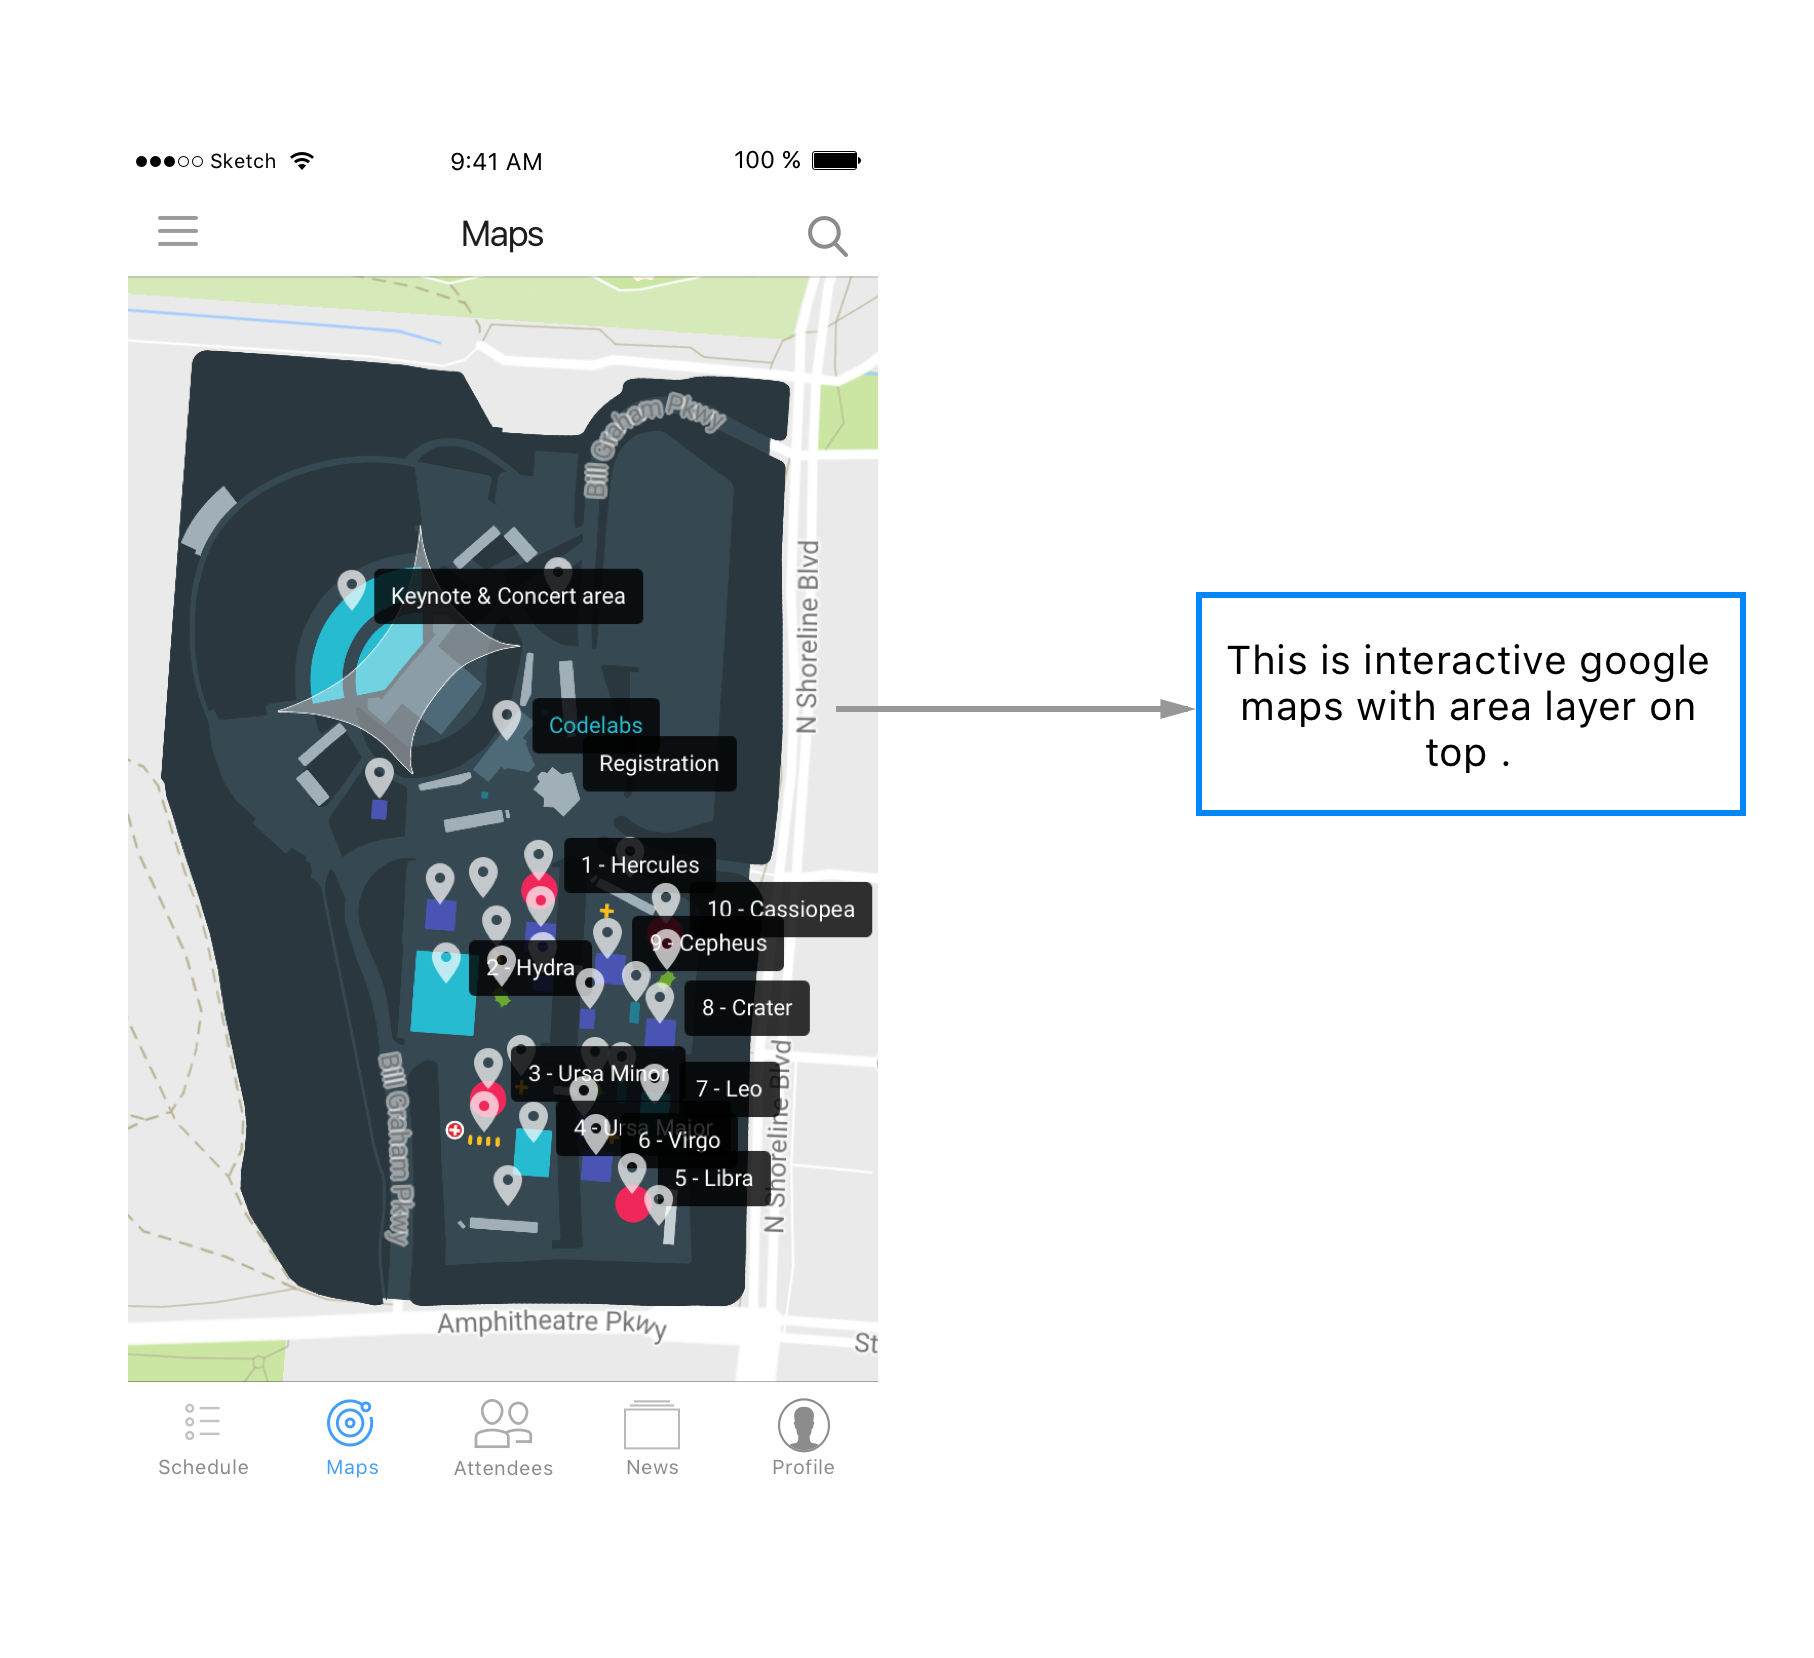 Sketch 9:41 AM 100 %
Maps
Bill Graham Pkwy
N Shoreline Blvd
Keynote & Concert area
Codelabs
Registration
This is interactive google
maps with area layer on
top .
1 - Hercules
10 - Cassiopea
9 - Cepheus
2 - Hydra
8 - Crater
3 - Ursa Minor
7 - Leo
4 - Ursa Major
6 - Virgo
5 - Libra
Bill Graham Pkwy
N Shoreline Blvd
Amphitheatre Pkwy
St
Schedule Maps Attendees News Profile